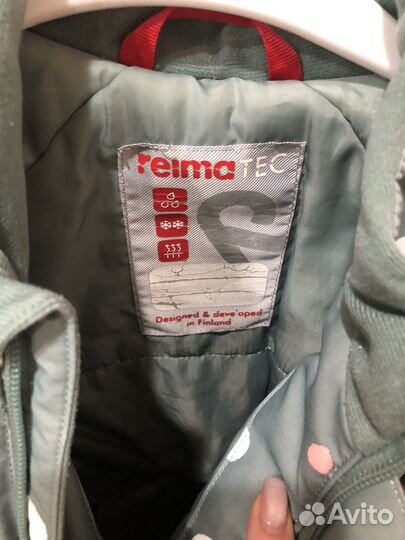 reimaTEC
Designed & developed
in Finland
Avito